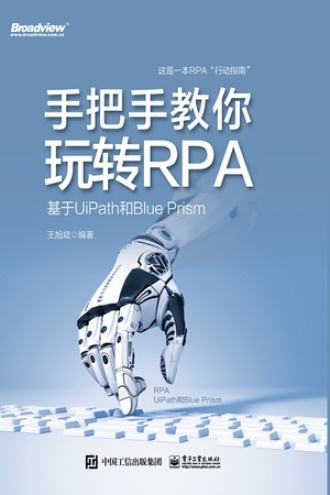 Broadview®
www.broadview.com.cn
这是一本RPA“行动指南”
手把手教你
玩转RPA
基于UiPath和Blue Prism
王旭斌◎编著
RPA
UiPath和Blue Prism
中国工信出版集团
电子工业出版社